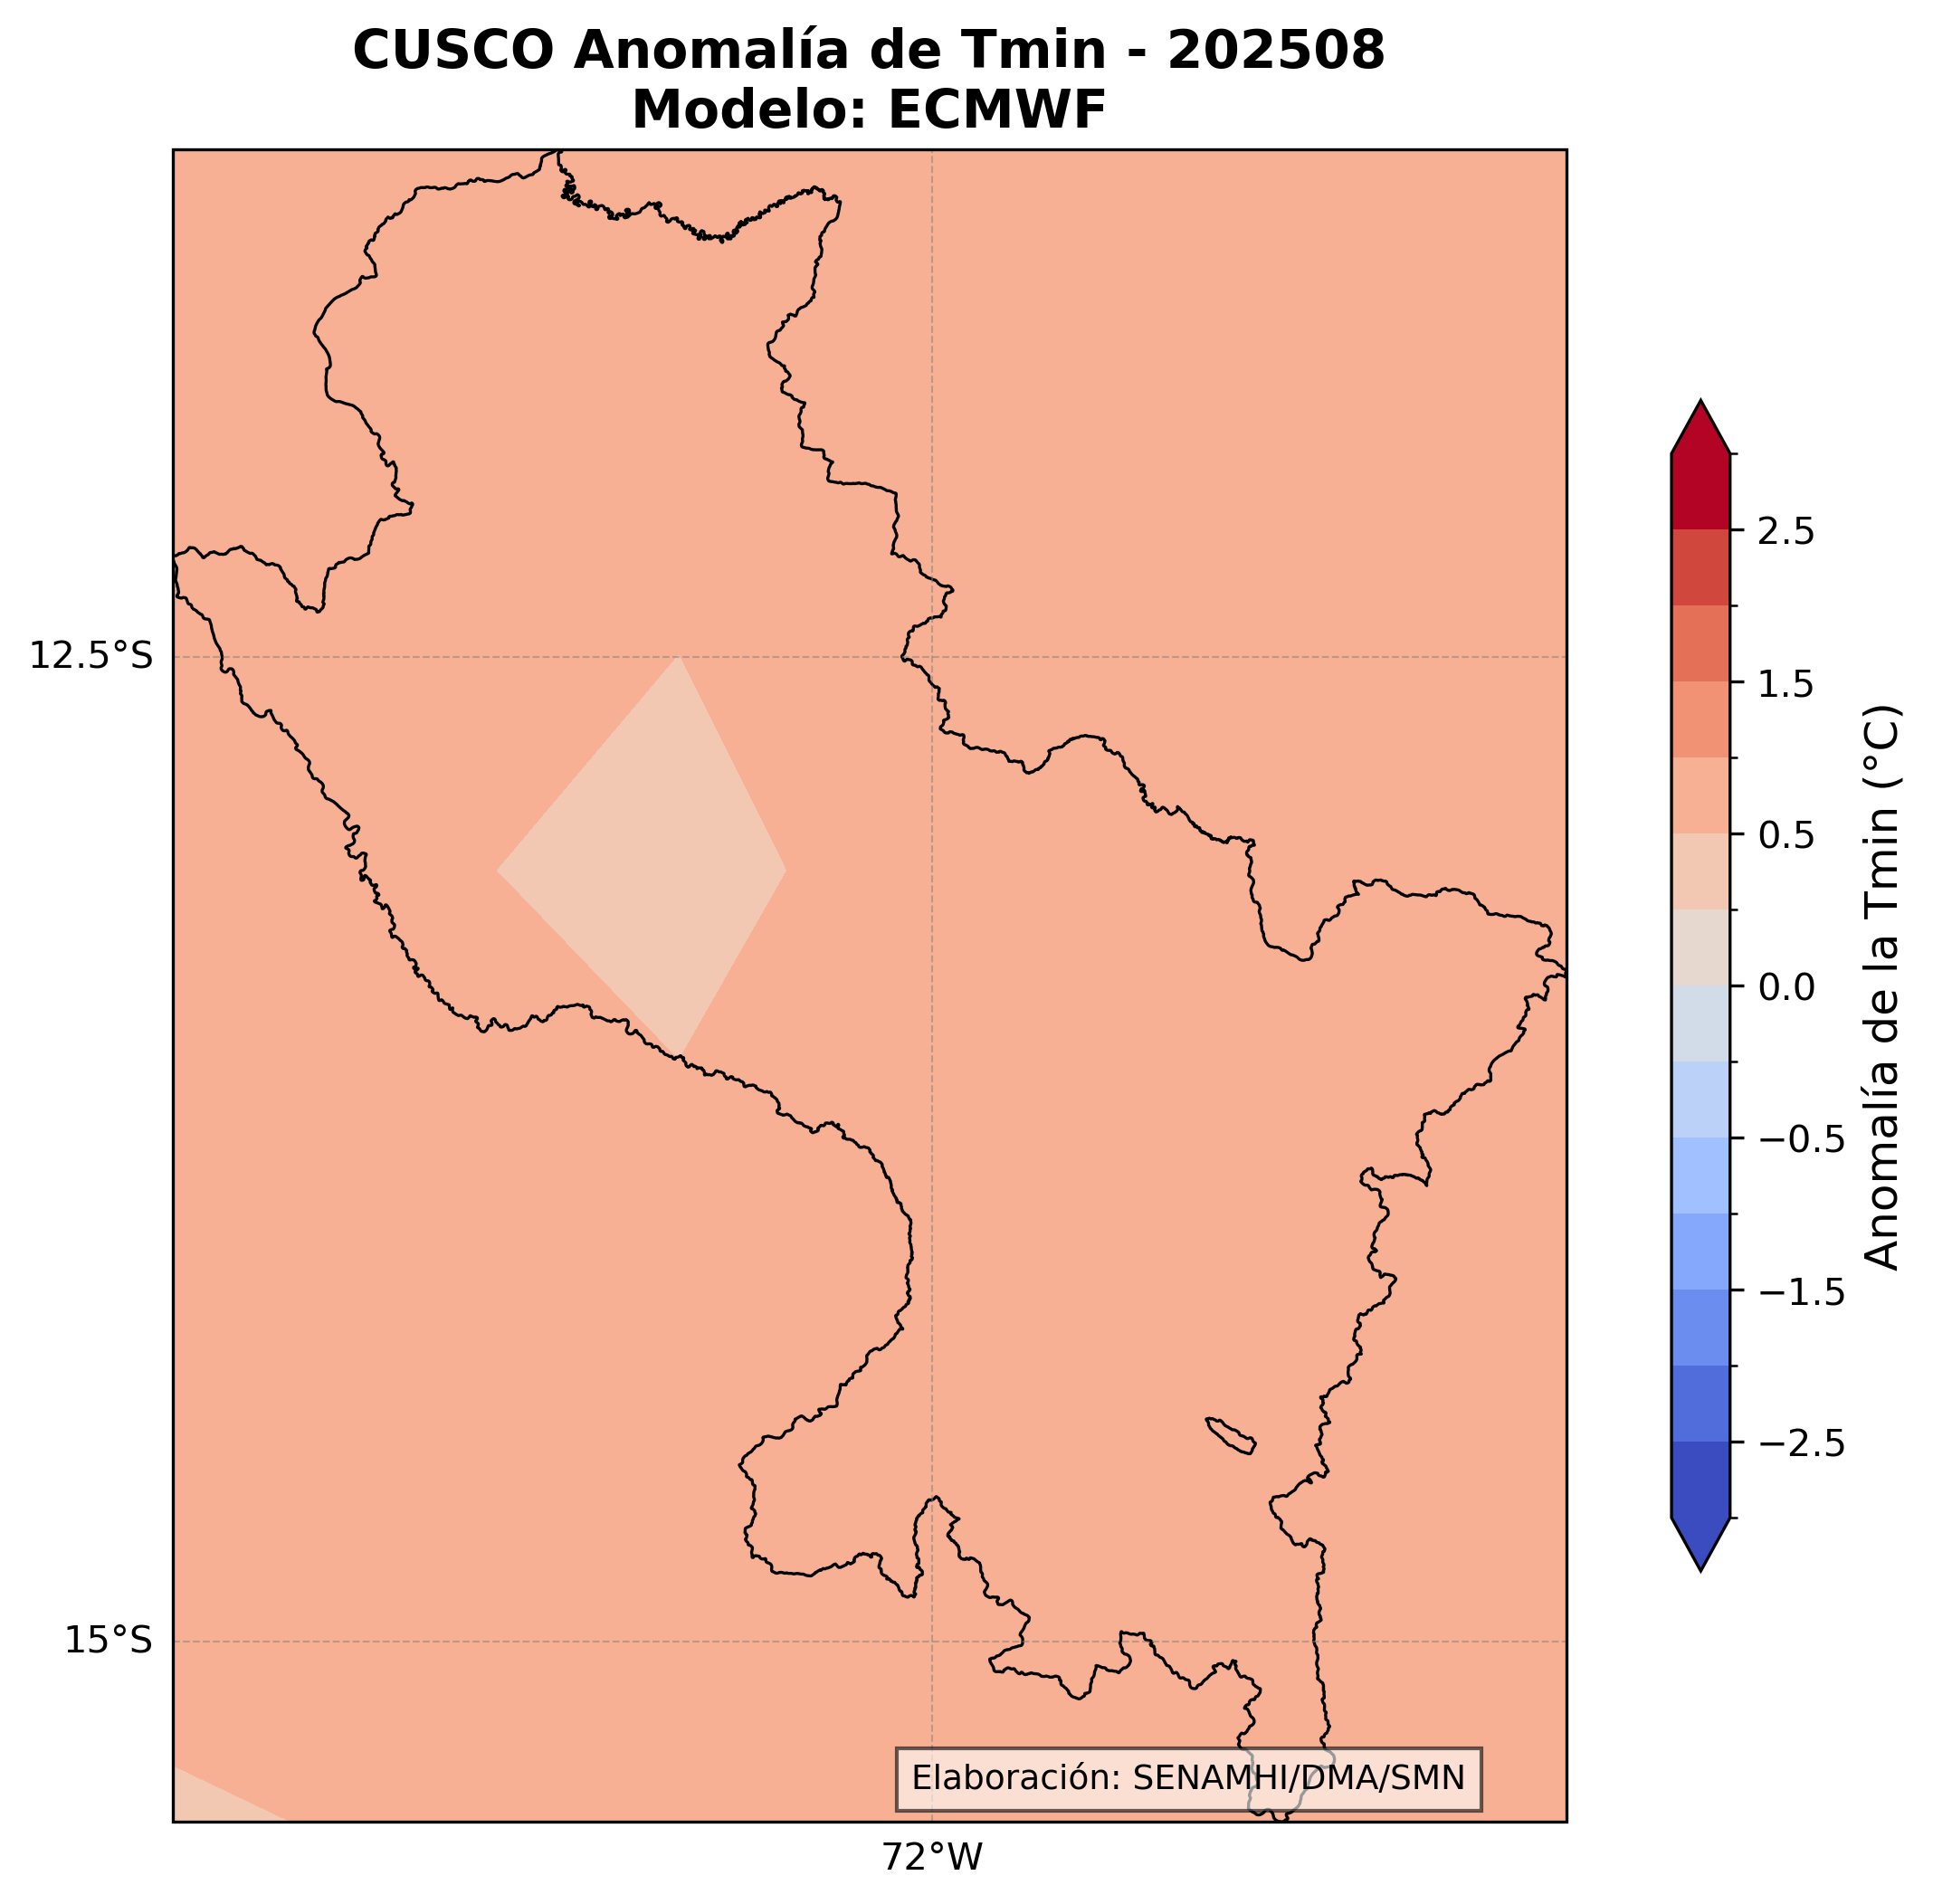 CUSCO Anomalía de Tmin - 202508
Modelo: ECMWF
12.5°S
15°S
72°W
Elaboración: SENAMHI/DMA/SMN
2.5
1.5
0.5
0.0
−0.5
−1.5
−2.5
Anomalía de la Tmin (°C)